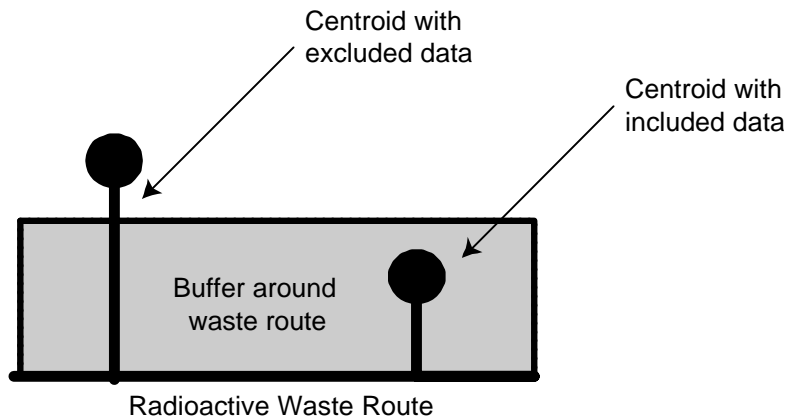 Centroid with
excluded data
Centroid with
included data
Buffer around
waste route
Radioactive Waste Route